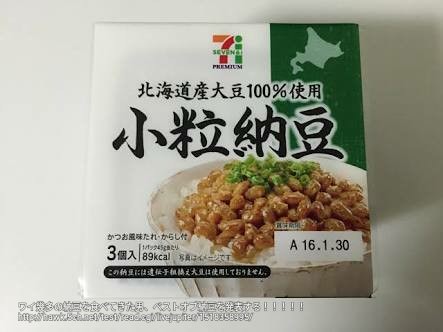 7i
SEVEN&i
PREMIUM
北海道産大豆100%使用
小粒納豆
かつお風味たれ・からし付
3個入
1パック45g当たり
89kcal
写真はイメージです
賞味期限
A 16.1.30
この納豆には遺伝子組換え大豆は使用しておりません。